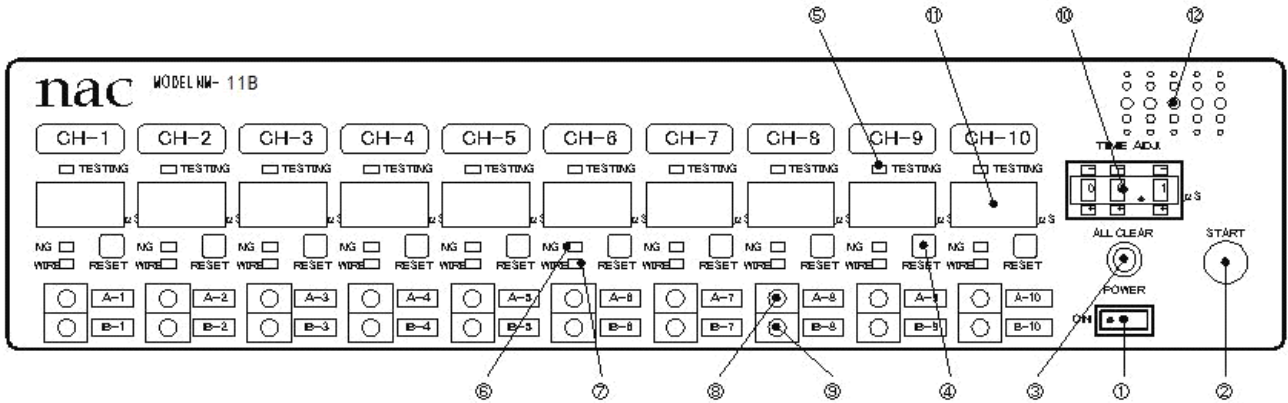 ⑤ ⑪ ⑩ ⑫
nac MODEL NM- 11B
CH-1 CH-2 CH-3 CH-4 CH-5 CH-6 CH-7 CH-8 CH-9 CH-10
TESTING TESTING TESTING TESTING TESTING TESTING TESTING TESTING TESTING TESTING
TIME ADJ.
- - -
0 0 . 1
+ + +
μS μS μS μS μS μS μS μS μS μS μS
NG NG NG NG NG NG NG NG NG NG
WIRE RESET WIRE RESET WIRE RESET WIRE RESET WIRE RESET WIRE RESET WIRE RESET WIRE RESET WIRE RESET WIRE RESET
ALL CLEAR START
A-1 A-2 A-3 A-4 A-5 A-6 A-7 A-8 A-9 A-10
POWER
B-1 B-2 B-3 B-4 B-5 B-6 B-7 B-8 B-9 B-10
ON
⑥ ⑦ ⑧ ⑨ ④ ③ ① ②